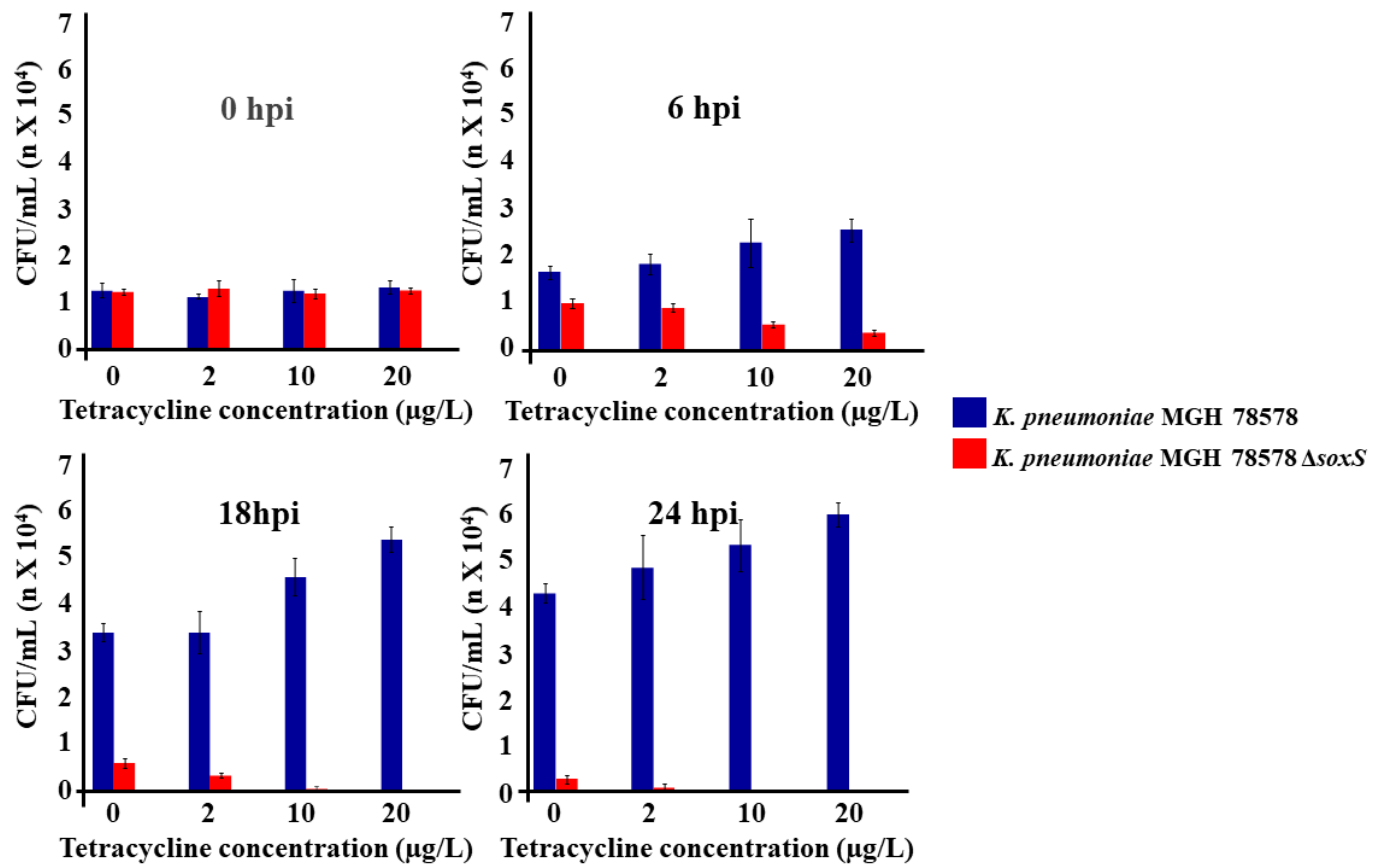 CFU/mL (n X 10⁴)
7
6
5
4
3
2
1
0
0 hpi
0 2 10 20
Tetracycline concentration (µg/L)
CFU/mL (n X 10⁴)
7
6
5
4
3
2
1
0
6 hpi
0 2 10 20
Tetracycline concentration (µg/L)
K. pneumoniae MGH 78578
K. pneumoniae MGH 78578 ΔsoxS
CFU/mL (n X 10⁴)
7
6
5
4
3
2
1
0
18hpi
0 2 10 20
Tetracycline concentration (µg/L)
CFU/mL (n X 10⁴)
7
6
5
4
3
2
1
0
24 hpi
0 2 10 20
Tetracycline concentration (µg/L)